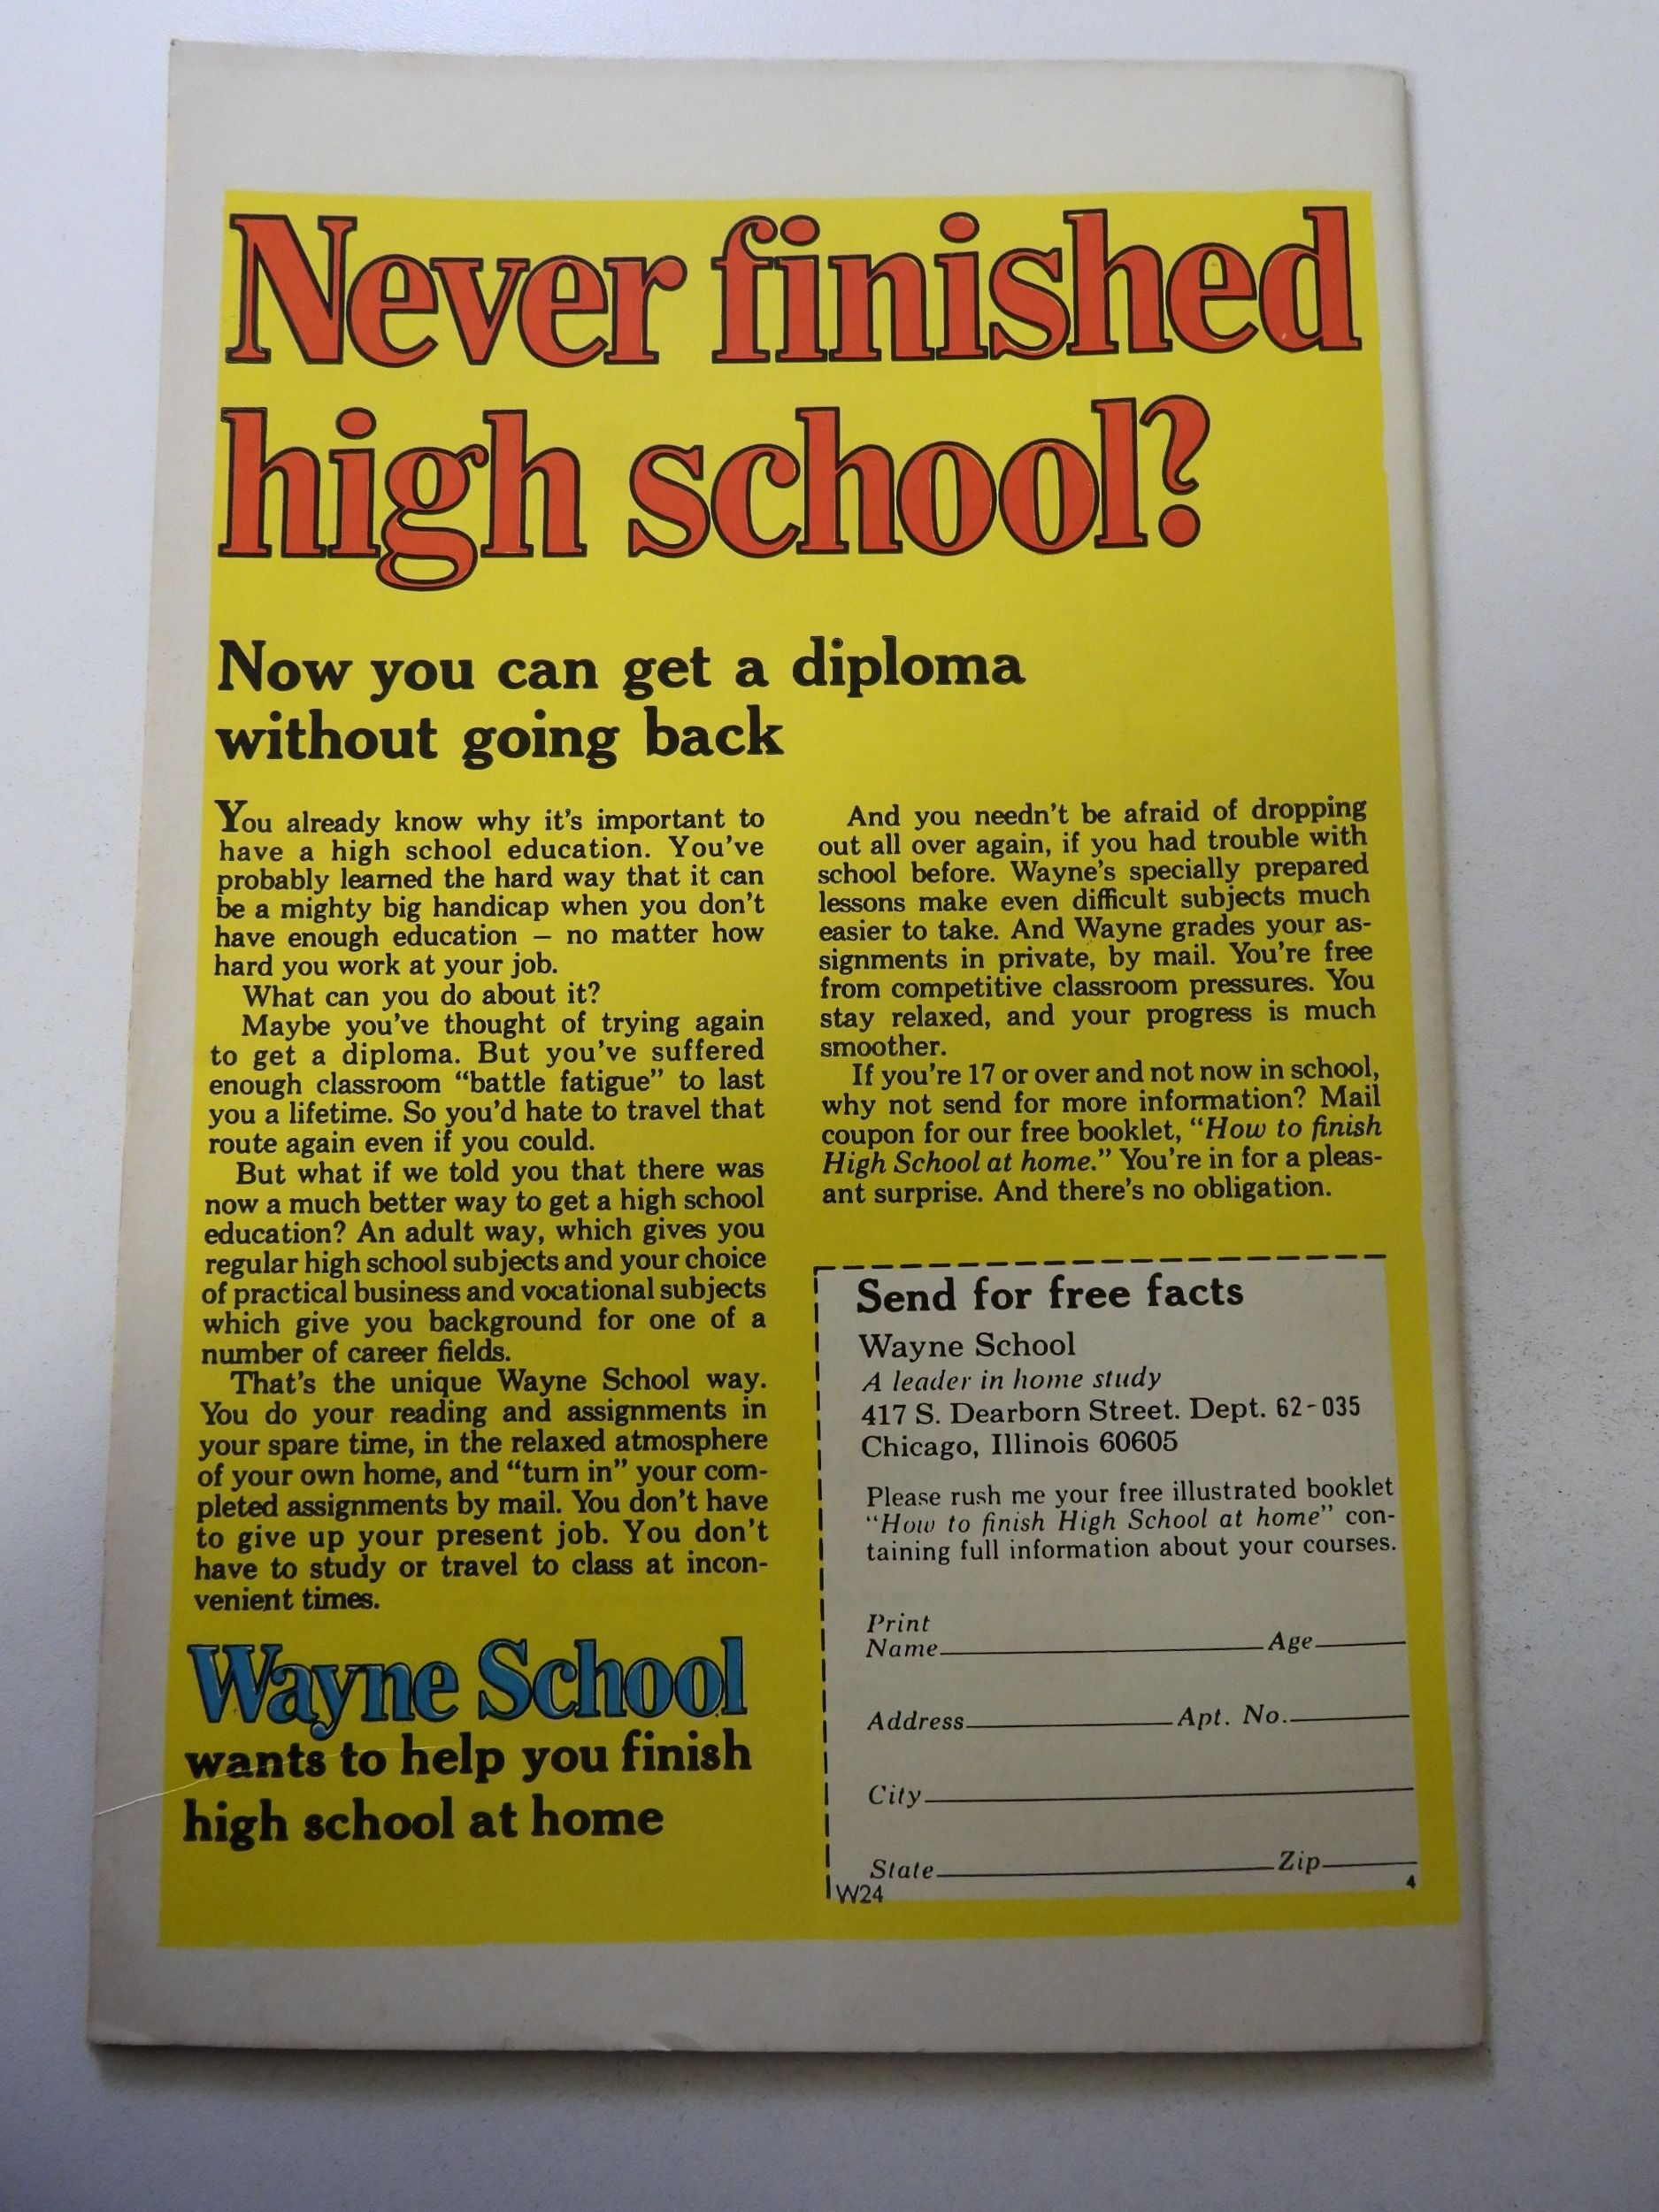 Never finished
high school?
Now you can get a diploma
without going back
You already know why it's important to
have a high school education. You've
probably learned the hard way that it can
be a mighty big handicap when you don't
have enough education – no matter how
hard you work at your job.
What can you do about it?
Maybe you've thought of trying again
to get a diploma. But you've suffered
enough classroom “battle fatigue” to last
you a lifetime. So you'd hate to travel that
route again even if you could.
But what if we told you that there was
now a much better way to get a high school
education? An adult way, which gives you
regular high school subjects and your choice
of practical business and vocational subjects
which give you background for one of a
number of career fields.
That's the unique Wayne School way.
You do your reading and assignments in
your spare time, in the relaxed atmosphere
of your own home, and “turn in” your com-
pleted assignments by mail. You don't have
to give up your present job. You don't
have to study or travel to class at incon-
venient times.
Wayne School
wants to help you finish
high school at home
And you needn't be afraid of dropping
out all over again, if you had trouble with
school before. Wayne's specially prepared
lessons make even difficult subjects much
easier to take. And Wayne grades your as-
signments in private, by mail. You're free
from competitive classroom pressures. You
stay relaxed, and your progress is much
smoother.
If you're 17 or over and not now in school,
why not send for more information? Mail
coupon for our free booklet, “How to finish
High School at home.” You're in for a pleas-
ant surprise. And there's no obligation.
Send for free facts
Wayne School
A leader in home study
417 S. Dearborn Street. Dept. 62-035
Chicago, Illinois 60605
Please rush me your free illustrated booklet
“How to finish High School at home” con-
taining full information about your courses.
Print
Name Age
Address Apt. No.
City
State Zip
W24 4